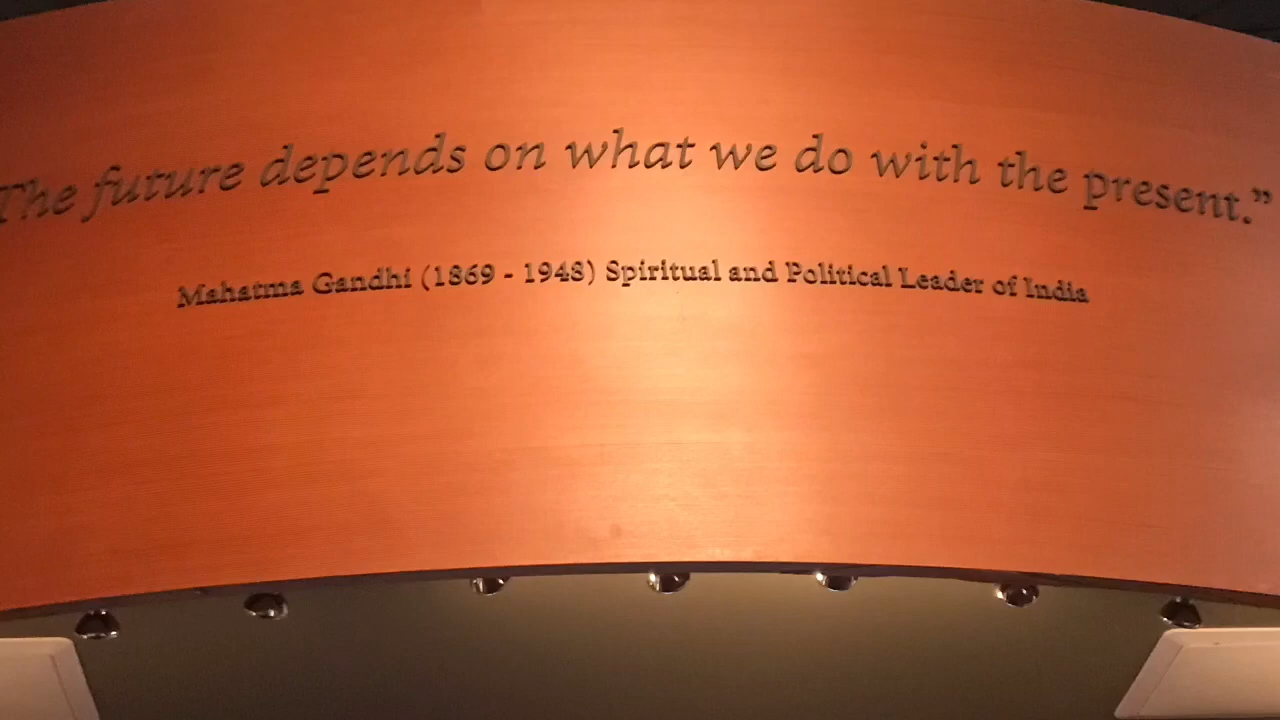 The future depends on what we do with the present.”
Mahatma Gandhi (1869 - 1948) Spiritual and Political Leader of India